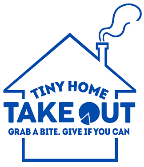 TINY HOME
TAKE OUT
GRAB A BITE. GIVE IF YOU CAN